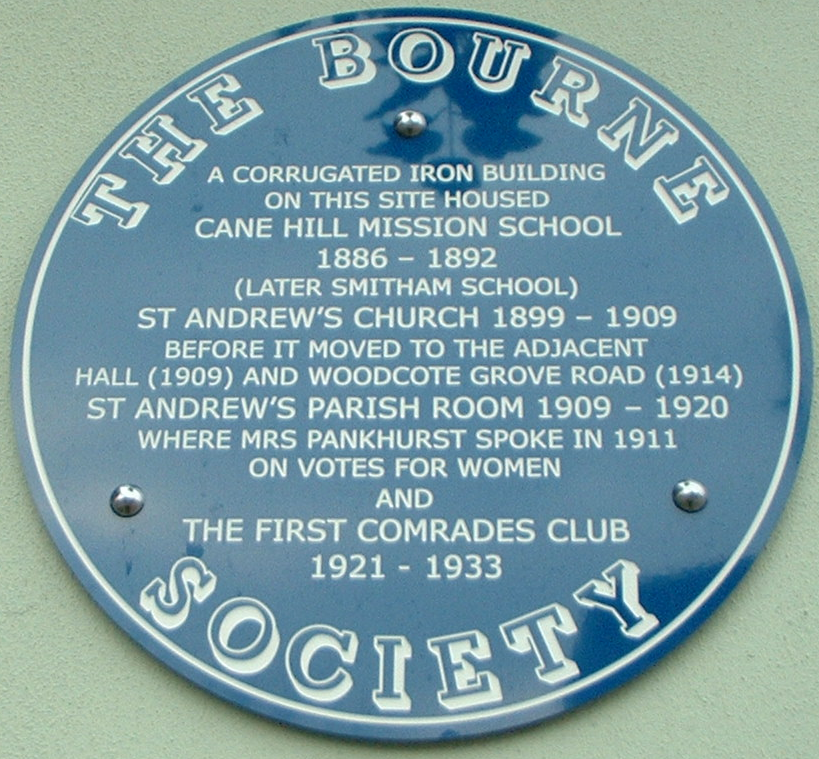 THE BOURNE
A CORRUGATED IRON BUILDING
ON THIS SITE HOUSED
CANE HILL MISSION SCHOOL
1886 – 1892
(LATER SMITHAM SCHOOL)
ST ANDREW'S CHURCH 1899 – 1909
BEFORE IT MOVED TO THE ADJACENT
HALL (1909) AND WOODCOTE GROVE ROAD (1914)
ST ANDREW'S PARISH ROOM 1909 – 1920
WHERE MRS PANKHURST SPOKE IN 1911
ON VOTES FOR WOMEN
AND
THE FIRST COMRADES CLUB
1921 - 1933
SOCIETY